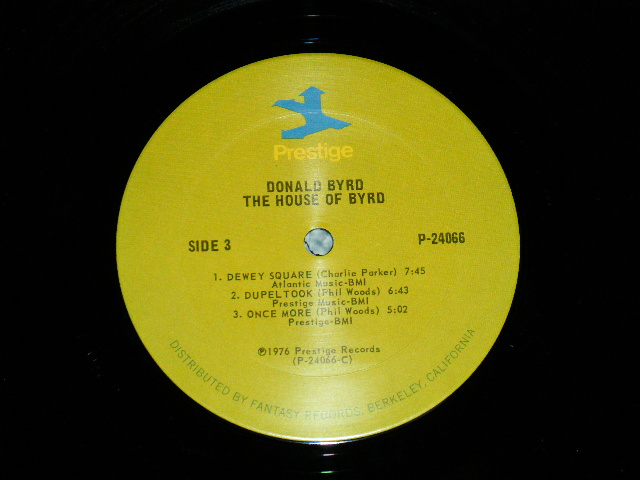 Prestige
DONALD BYRD
THE HOUSE OF BYRD
SIDE 3
P-24066
1. DEWEY SQUARE (Charlie Parker) 7:45
Atlantic Music-BMI
2. DUPELTOOK (Phil Woods) 6:43
Prestige Music-BMI
3. ONCE MORE (Phil Woods) 5:02
Prestige-BMI
℗1976 Prestige Records
(P-24066-C)
DISTRIBUTED BY FANTASY RECORDS, BERKELEY, CALIFORNIA